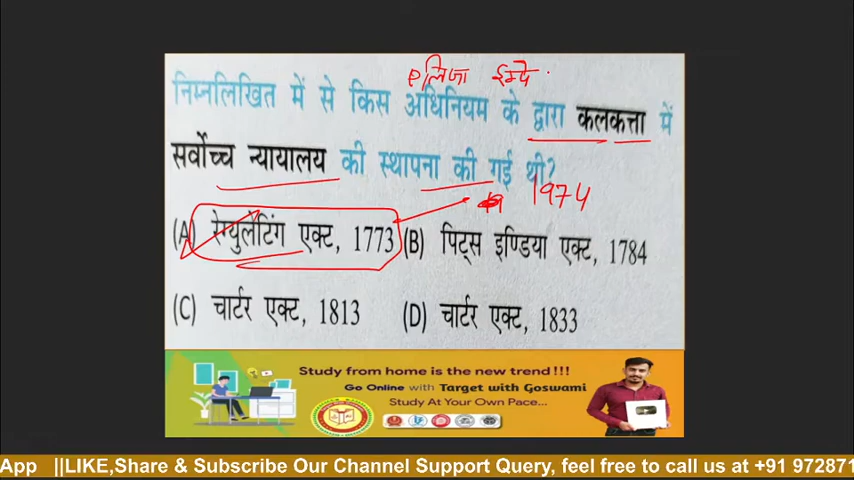 एलिजा इम्पे
निम्नलिखित में से किस अधिनियम के द्वारा कलकत्ता में
सर्वोच्च न्यायालय की स्थापना की गई थी?
1974
(A) रेग्युलेटिंग एक्ट, 1773 (B) पिट्स इण्डिया एक्ट, 1784
(C) चार्टर एक्ट, 1813 (D) चार्टर एक्ट, 1833
Study from home is the new trend !!!
Go Online with Target with Goswami
Study At Your Own Pace...
App ||LIKE,Share & Subscribe Our Channel Support Query, feel free to call us at +91 972871